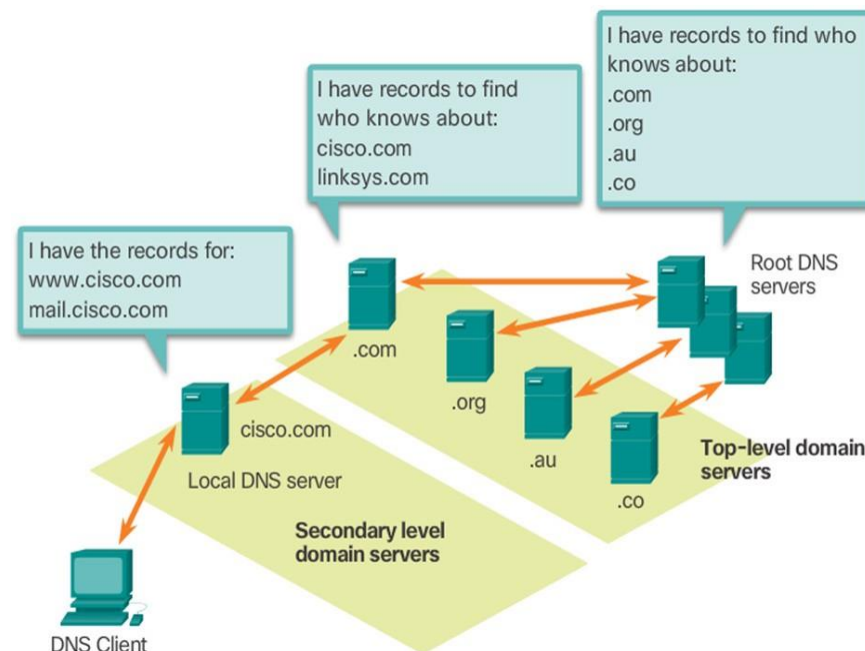 I have records to find who
knows about:
.com
.org
.au
.co
I have records to find
who knows about:
cisco.com
linksys.com
I have the records for:
www.cisco.com
mail.cisco.com
Root DNS
servers
.com
.org
.au
.co
Top-level domain
servers
cisco.com
Local DNS server
Secondary level
domain servers
DNS Client